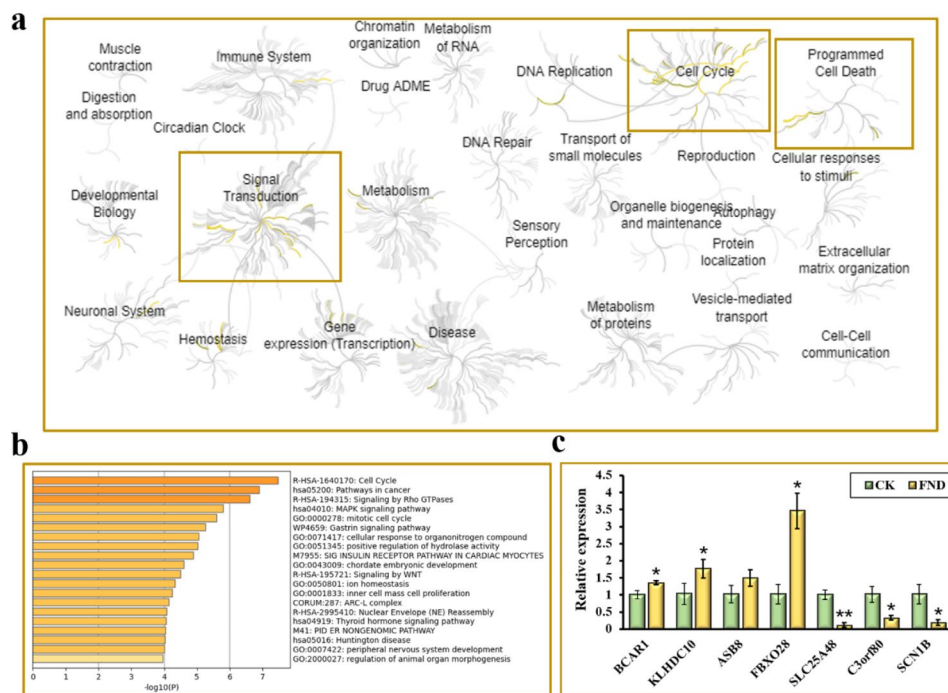 a
Muscle
contraction
Immune System
Chromatin
organization
Metabolism
of RNA
DNA Replication
Cell Cycle
Programmed
Cell Death
Digestion
and absorption
Drug ADME
Circadian Clock
DNA Repair
Transport of
small molecules
Reproduction
Cellular responses
to stimuli
Developmental
Biology
Signal
Transduction
Metabolism
Sensory
Perception
Organelle biogenesis
and maintenance
Autophagy
Protein
localization
Extracellular
matrix organization
Neuronal System
Hemostasis
Gene
expression (Transcription)
Disease
Metabolism
of proteins
Vesicle-mediated
transport
Cell-Cell
communication
b
R-HSA-1640170: Cell Cycle
hsa05200: Pathways in cancer
R-HSA-194315: Signaling by Rho GTPases
hsa04010: MAPK signaling pathway
GO:0000278: mitotic cell cycle
WP4659: Gastrin signaling pathway
GO:0071417: cellular response to organonitrogen compound
GO:0051345: positive regulation of hydrolase activity
M7955: SIG INSULIN RECEPTOR PATHWAY IN CARDIAC MYOCYTES
GO:0043009: chordate embryonic development
R-HSA-195721: Signaling by WNT
GO:0050801: ion homeostasis
GO:0001833: inner cell mass cell proliferation
CORUM:287: ARC-L complex
R-HSA-2995410: Nuclear Envelope (NE) Reassembly
hsa04919: Thyroid hormone signaling pathway
M41: PID ER NONGENOMIC PATHWAY
hsa05016: Huntington disease
GO:0007422: peripheral nervous system development
GO:2000027: regulation of animal organ morphogenesis
0 1 2 3 4 5 6 7
-log10(P)
c
CK FND
Relative expression
4.5
4
3.5
3
2.5
2
1.5
1
0.5
0
* * * ** * *
BCAR1 KLHDC10 ASB8 FBXO28 SLC25A48 C3orf80 SCN1B